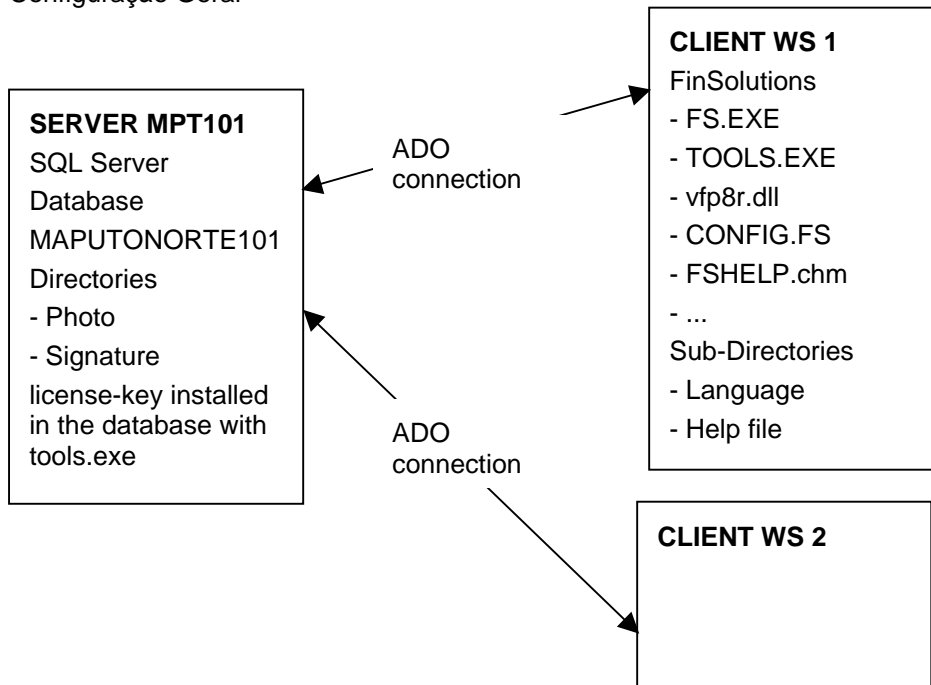 Configuração Geral
SERVER MPT101
SQL Server
Database
MAPUTONORTE101
Directories
- Photo
- Signature
license-key installed
in the database with
tools.exe
ADO
connection
ADO
connection
CLIENT WS 1
FinSolutions
- FS.EXE
- TOOLS.EXE
- vfp8r.dll
- CONFIG.FS
- FSHELP.chm
- ...
Sub-Directories
- Language
- Help file
CLIENT WS 2